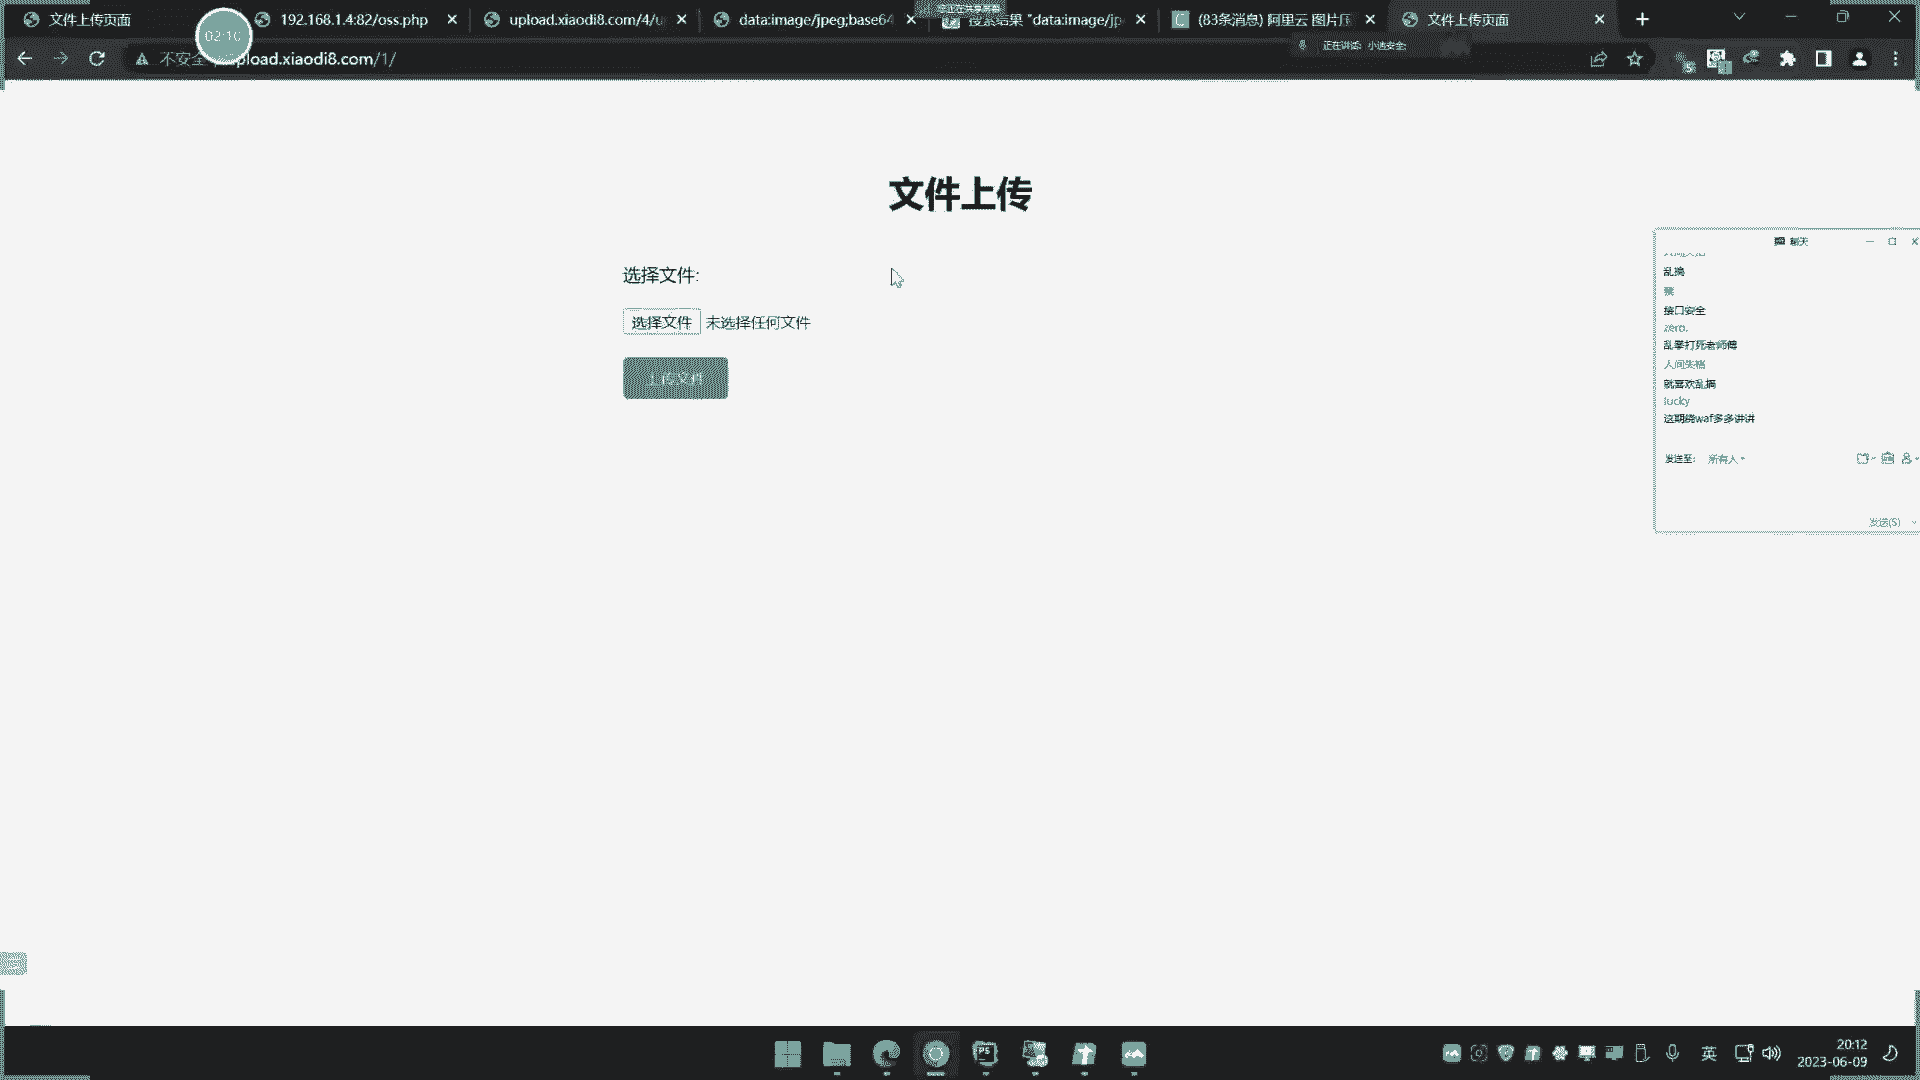 文件上传页面
192.168.1.4:82/oss.php
upload.xiaodi8.com/4/u
data:image/jpeg;base64
搜索结果 "data:image/jp
(83条消息) 阿里云 图片压
文件上传页面
02:10
正在讲话: 小迪安全;
不安全
pload.xiaodi8.com/1/
文件上传
选择文件:
选择文件 未选择任何文件
上传文件
聊天
乱搞
接口安全
zero.
乱拳打死老师傅
人间失格
就喜欢乱搞
lucky
这期绕waf多多讲讲
发送至: 所有人
发送(S)
英
20:12
2023-06-09